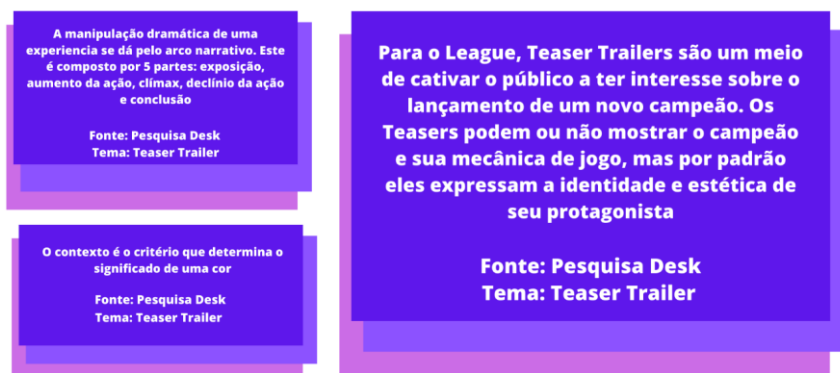 A manipulação dramática de uma
experiencia se dá pelo arco narrativo. Este
é composto por 5 partes: exposição,
aumento da ação, clímax, declínio da ação
e conclusão
Fonte: Pesquisa Desk
Tema: Teaser Trailer
O contexto é o critério que determina o
significado de uma cor
Fonte: Pesquisa Desk
Tema: Teaser Trailer
Para o League, Teaser Trailers são um meio
de cativar o público a ter interesse sobre o
lançamento de um novo campeão. Os
Teasers podem ou não mostrar o campeão
e sua mecânica de jogo, mas por padrão
eles expressam a identidade e estética de
seu protagonista
Fonte: Pesquisa Desk
Tema: Teaser Trailer